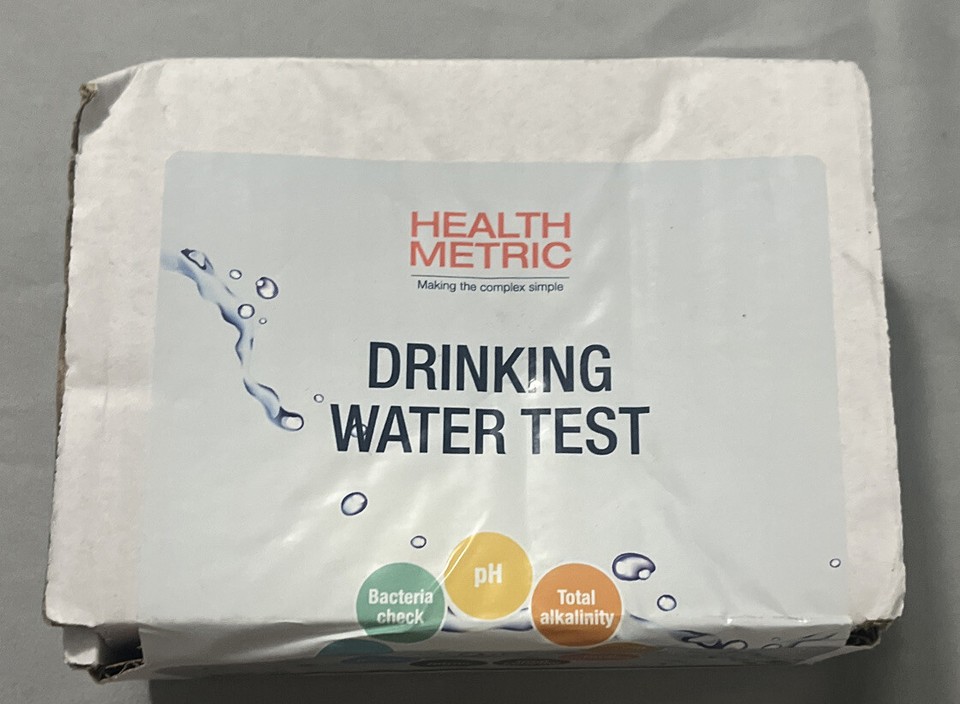 HEALTH
METRIC
Making the complex simple
DRINKING
WATER TEST
pH
Bacteria
check
Total
alkalinity